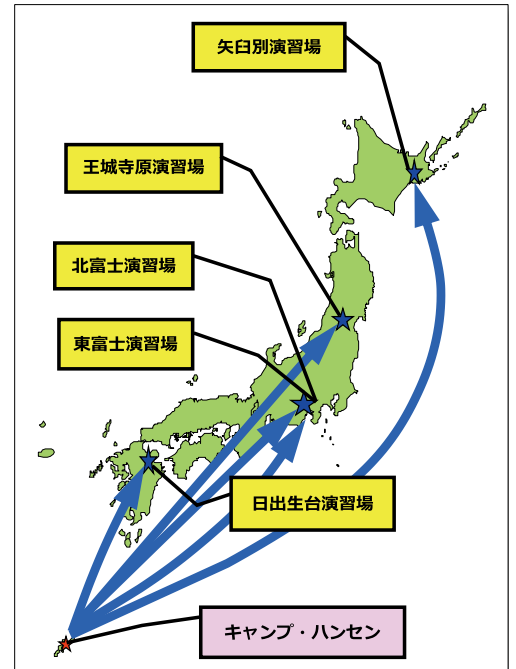 矢臼別演習場
王城寺原演習場
北富士演習場
東富士演習場
日出生台演習場
キャンプ・ハンセン